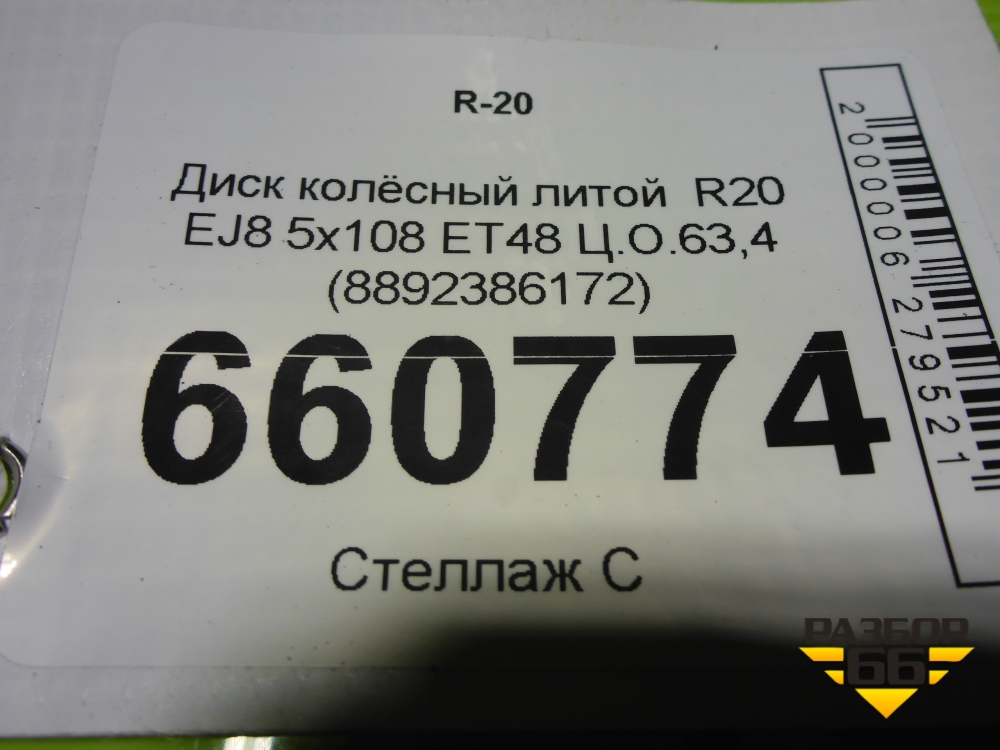 R-20
Диск колёсный литой R20
EJ8 5x108 ET48 Ц.О.63,4
(8892386172)
660774
Стеллаж С
2000006279521
РАЗБОР
66